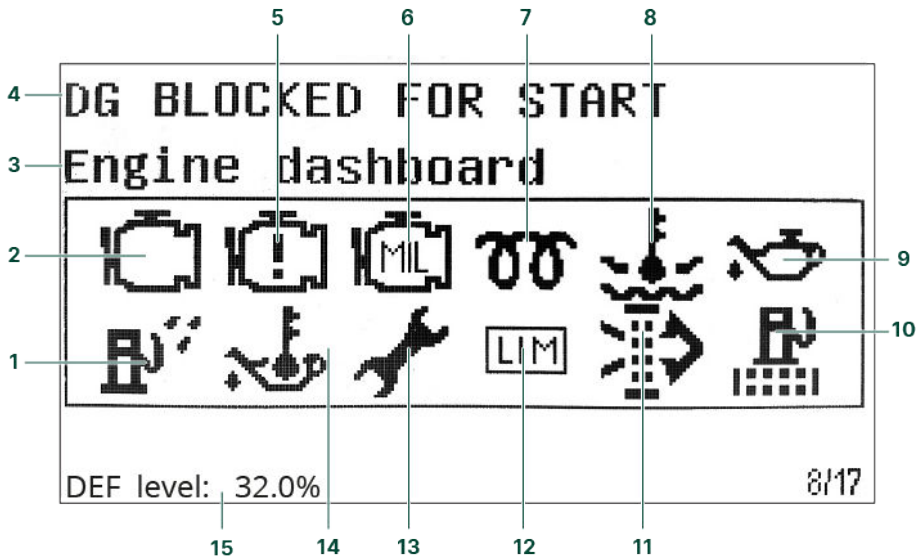 5 6 7 8
4 DG BLOCKED FOR START
3 Engine dashboard
2 ! MIL 9
1 LIM 10
DEF level: 32.0% 8/17
15 14 13 12 11